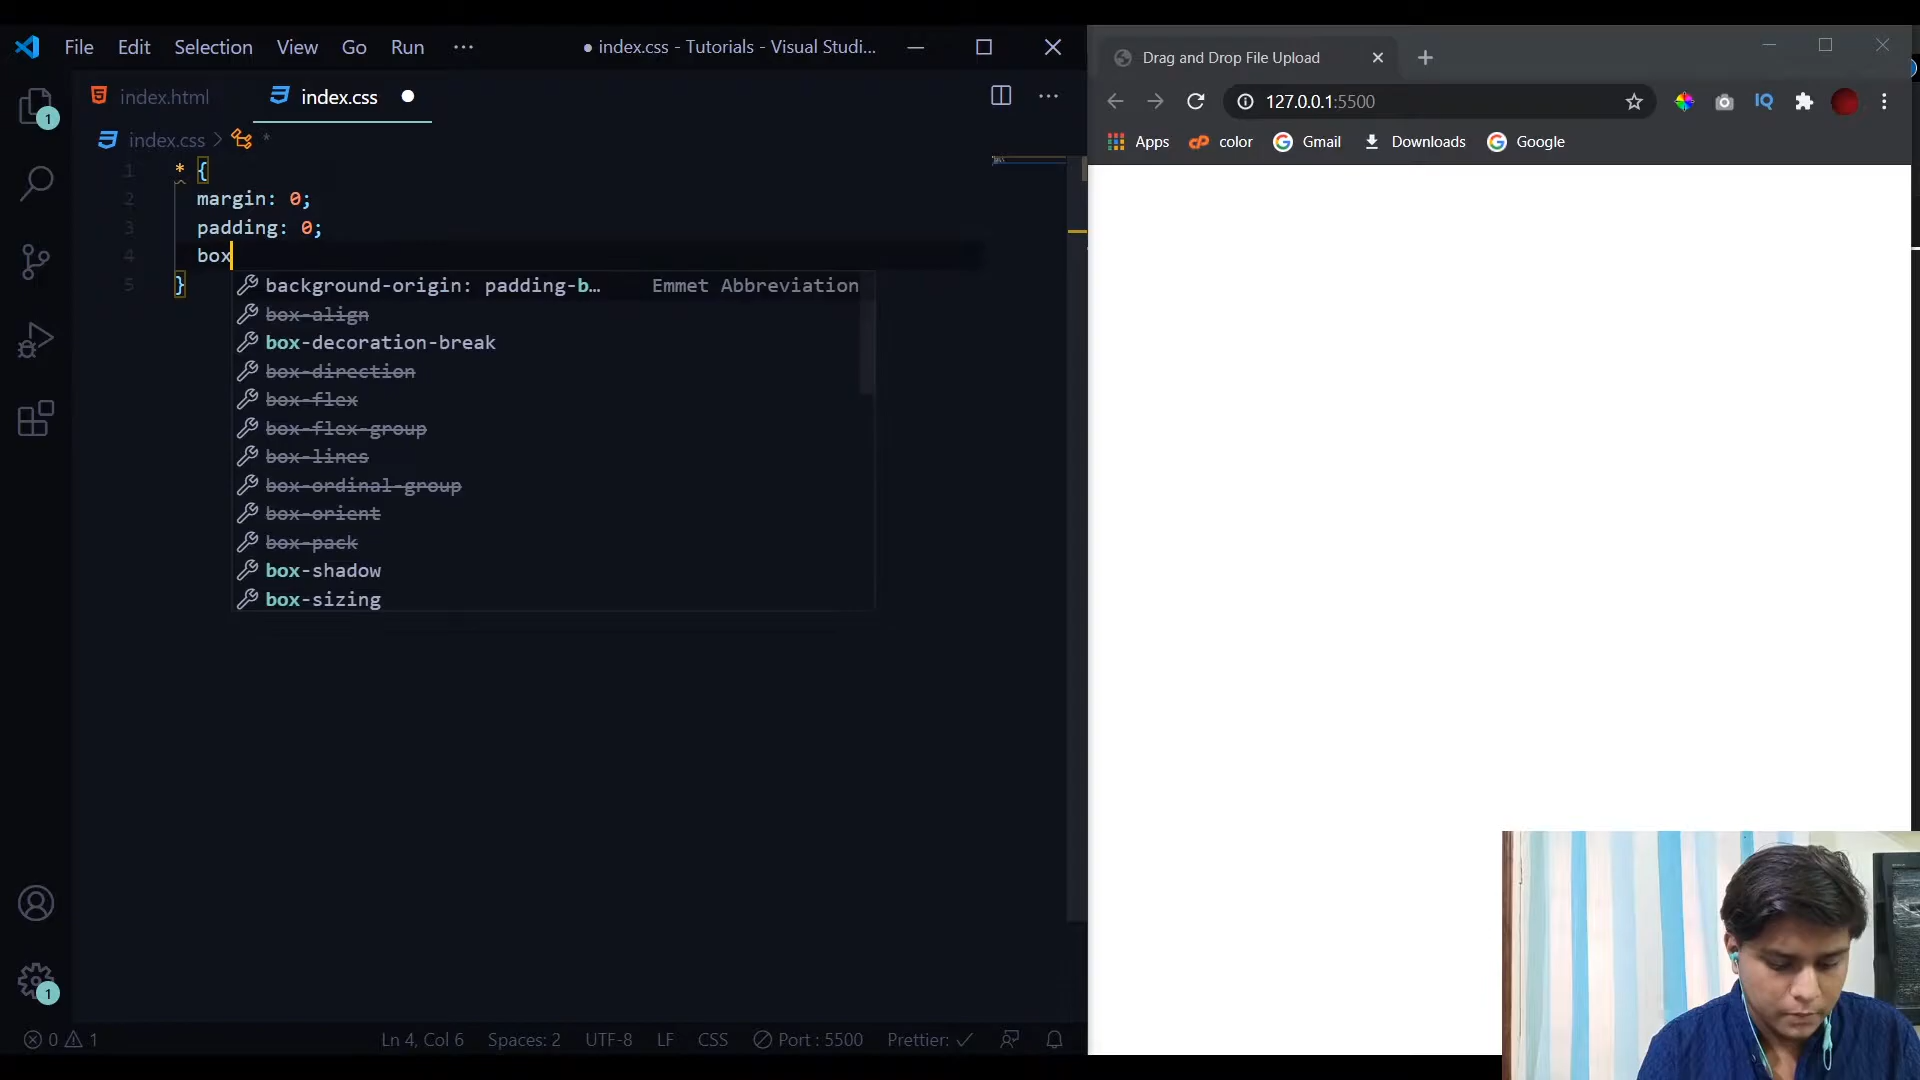 File Edit Selection View Go Run ··· ● index.css - Tutorials - Visual Studi...
index.html index.css
index.css > *
1 * {
2 margin: 0;
3 padding: 0;
4 box
5 }
background-origin: padding-b... Emmet Abbreviation
box-align
box-decoration-break
box-direction
box-flex
box-flex-group
box-lines
box-ordinal-group
box-orient
box-pack
box-shadow
box-sizing
1
1
0 1 Ln 4, Col 6 Spaces: 2 UTF-8 LF CSS Port : 5500 Prettier: ✓
Drag and Drop File Upload
127.0.0.1:5500 IQ
Apps cp color Gmail Downloads Google